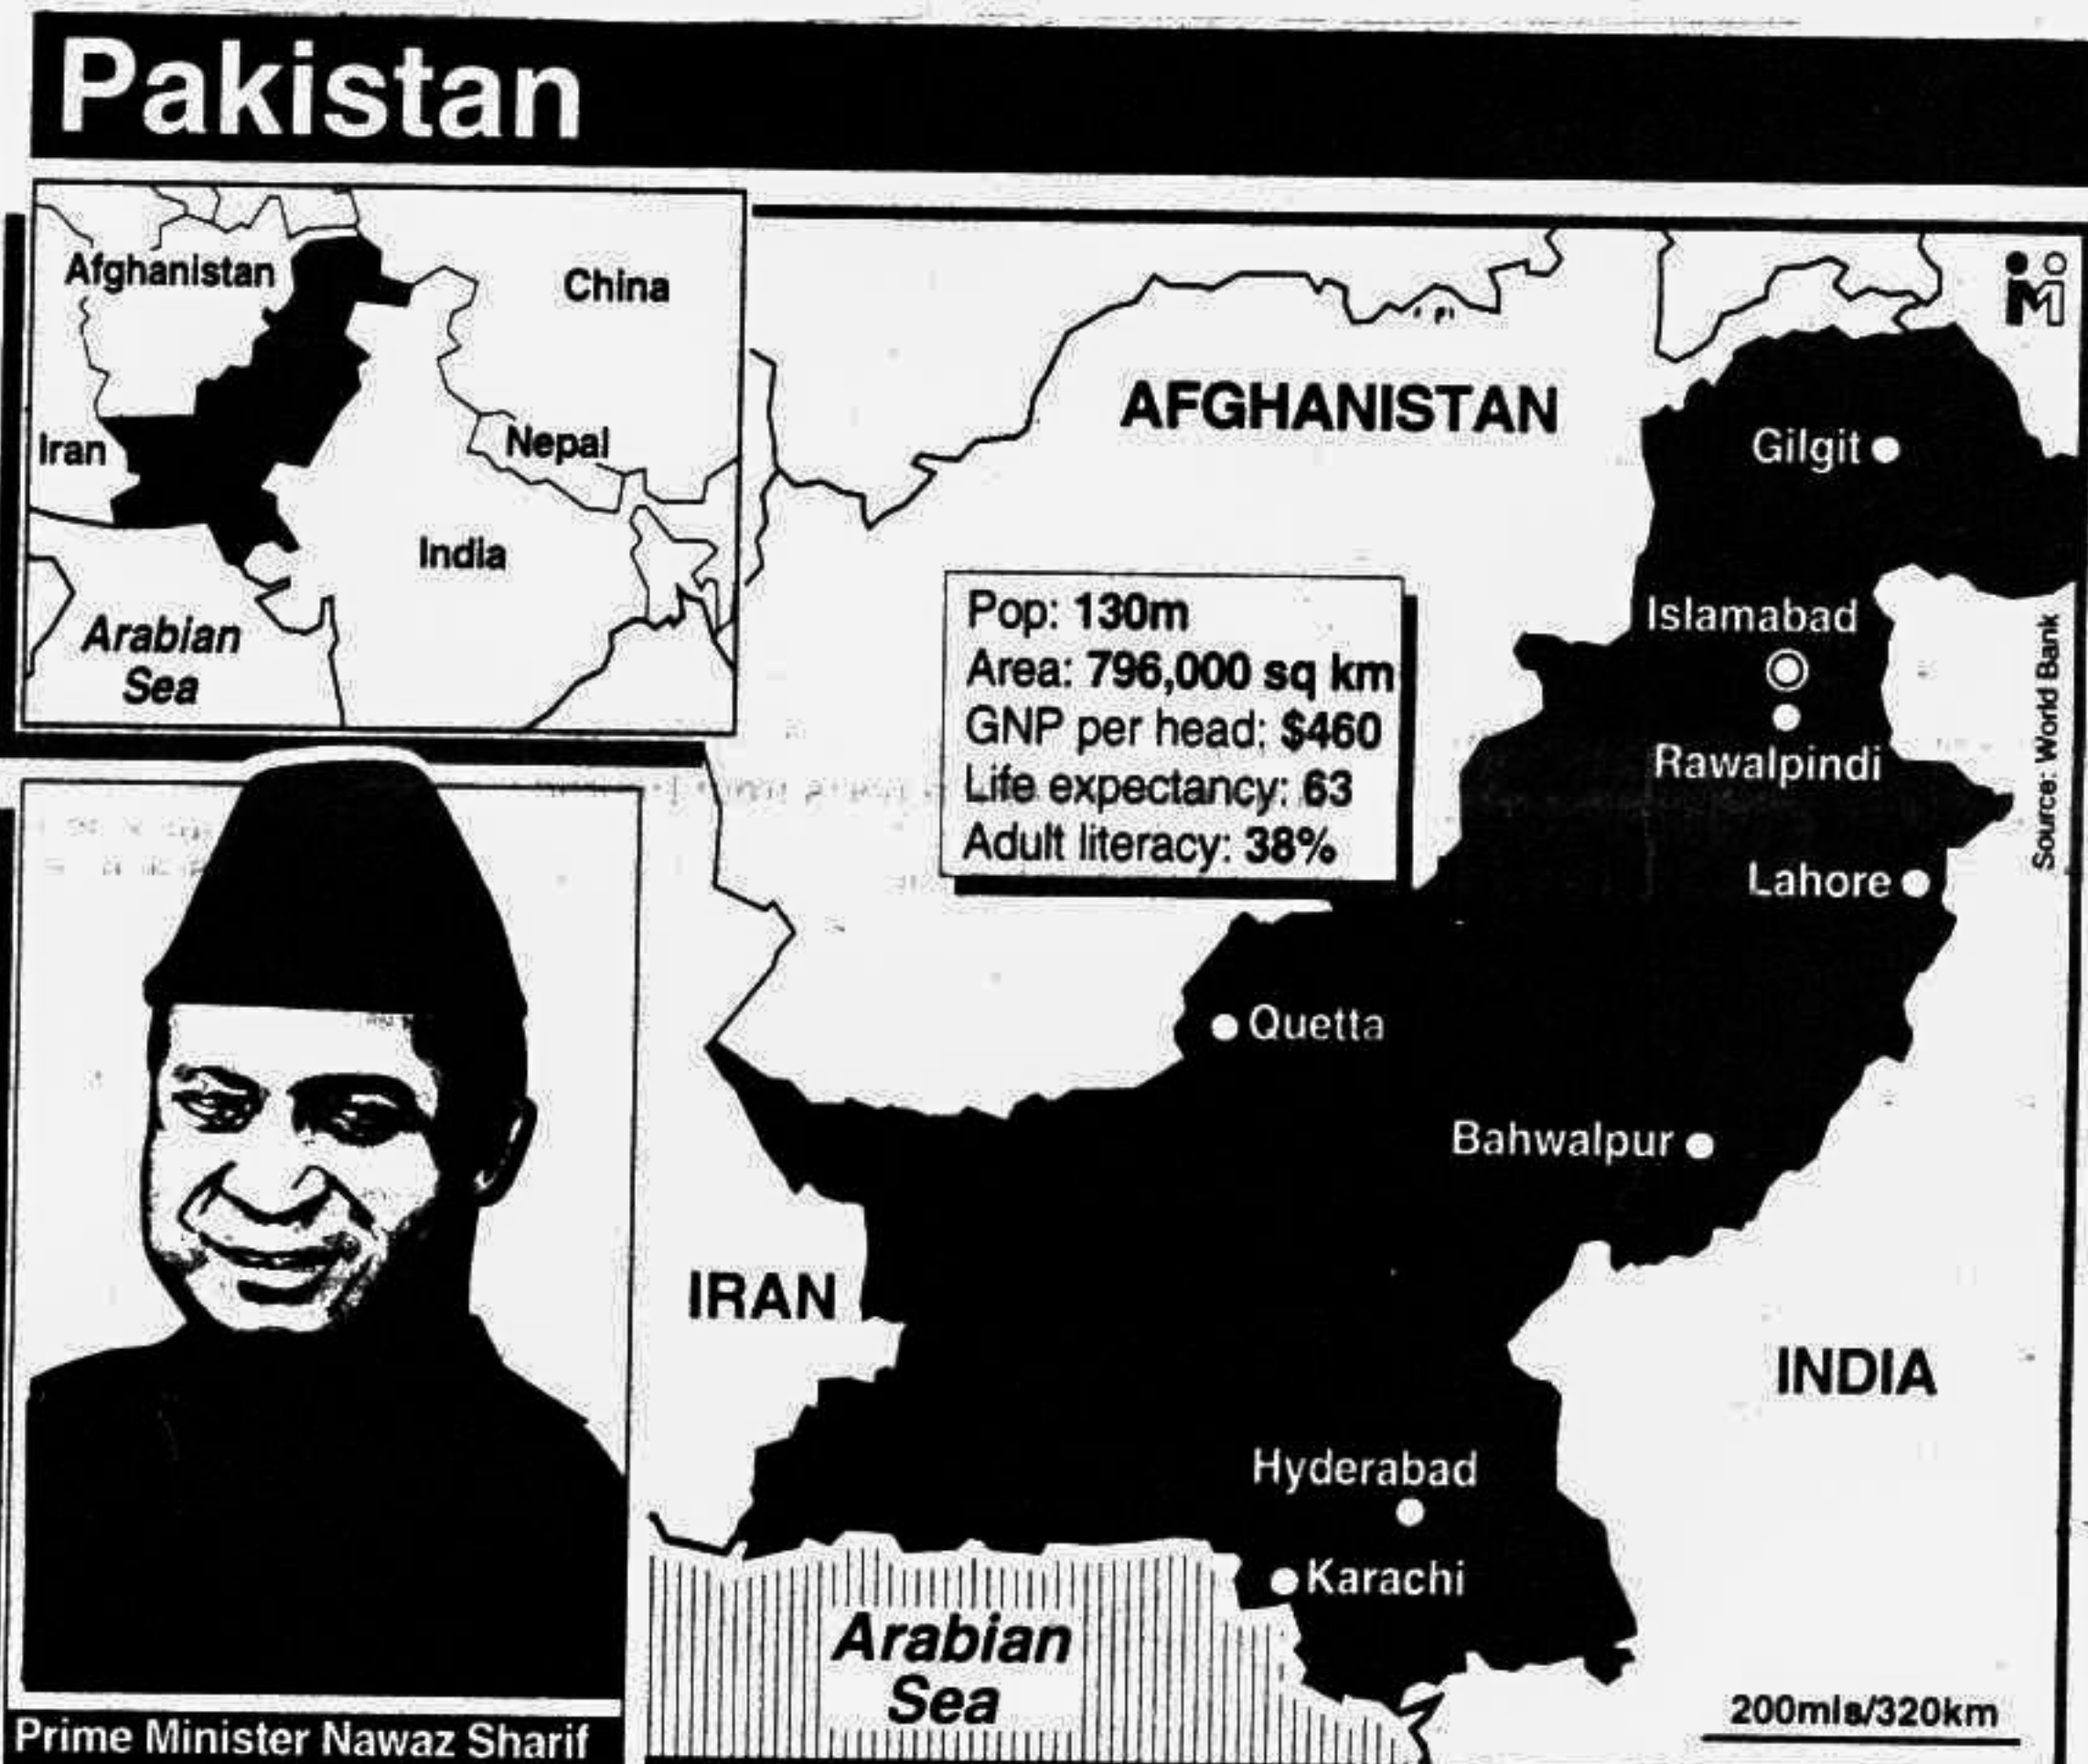 Pakistan
Afghanistan
China
Iran
Nepal
India
Arabian
Sea
AFGHANISTAN
Gilgit
Pop: 130m
Area: 796,000 sq km
GNP per head: $460
Life expectancy: 63
Adult literacy: 38%
Islamabad
Rawalpindi
Source: World Bank
Lahore
Quetta
Bahwalpur
IRAN
INDIA
Hyderabad
Karachi
Arabian
Sea
200mls/320km
Prime Minister Nawaz Sharif